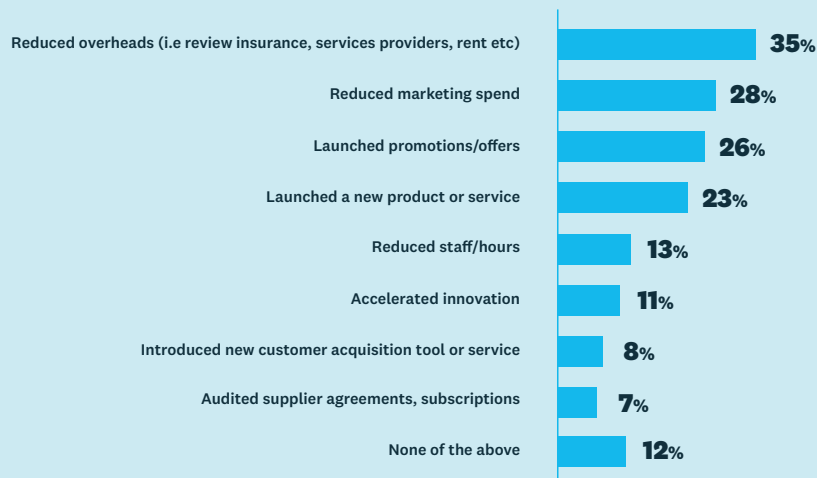 Reduced overheads (i.e review insurance, services providers, rent etc) 35%
Reduced marketing spend 28%
Launched promotions/offers 26%
Launched a new product or service 23%
Reduced staff/hours 13%
Accelerated innovation 11%
Introduced new customer acquisition tool or service 8%
Audited supplier agreements, subscriptions 7%
None of the above 12%